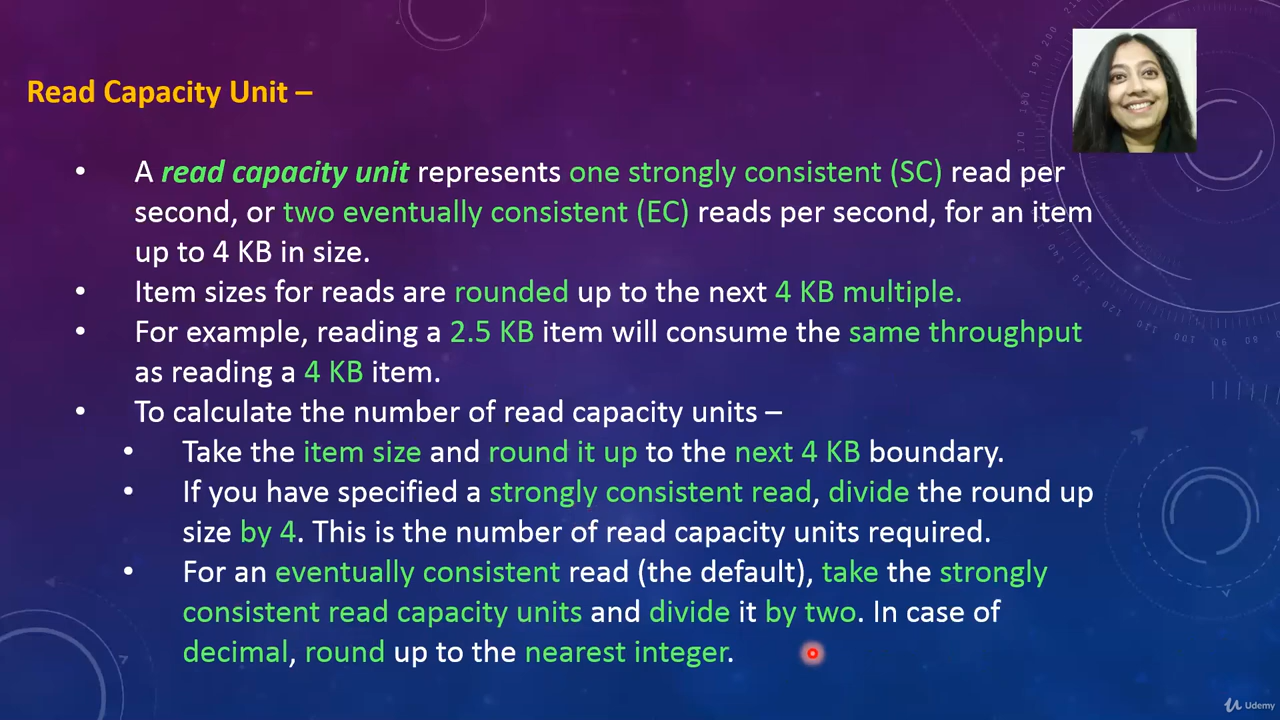 Read Capacity Unit –
• A read capacity unit represents one strongly consistent (SC) read per
second, or two eventually consistent (EC) reads per second, for an item
up to 4 KB in size.
• Item sizes for reads are rounded up to the next 4 KB multiple.
• For example, reading a 2.5 KB item will consume the same throughput
as reading a 4 KB item.
• To calculate the number of read capacity units –
• Take the item size and round it up to the next 4 KB boundary.
• If you have specified a strongly consistent read, divide the round up
size by 4. This is the number of read capacity units required.
• For an eventually consistent read (the default), take the strongly
consistent read capacity units and divide it by two. In case of
decimal, round up to the nearest integer.
Udemy